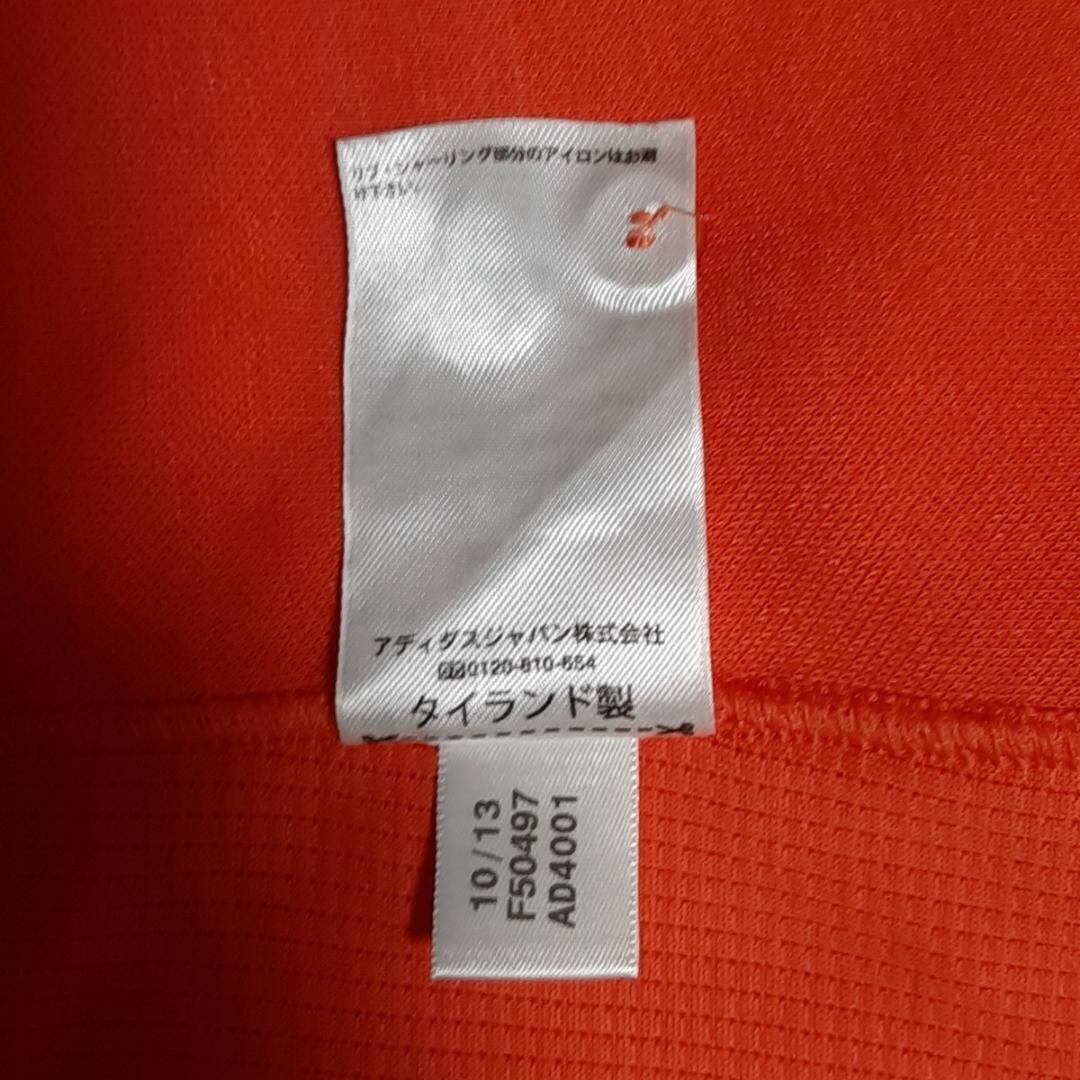 リブ・シャーリング部分のアイロンはお避
け下さい。
アディダスジャパン株式会社
0120-810-654
タイランド製
10/13
F50497
AD4001